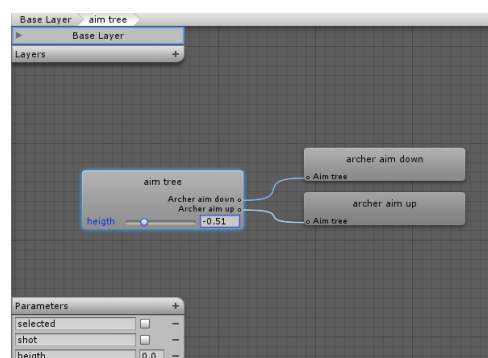 Base Layer aim tree
Base Layer
Layers +
archer aim down
Aim tree
aim tree
Archer aim down
Archer aim up
heigth -0.51
archer aim up
Aim tree
Parameters +
selected –
shot –
heigth 0.0 –